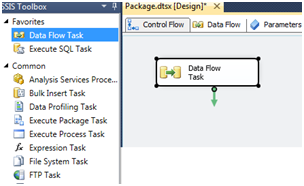 SSIS Toolbox
Package.dtsx [Design]*
Control Flow
Data Flow
Parameters
Favorites
Data Flow Task
Execute SQL Task
Common
Analysis Services Proce...
Bulk Insert Task
Data Profiling Task
Execute Package Task
Execute Process Task
Expression Task
File System Task
FTP Task
Data Flow
Task